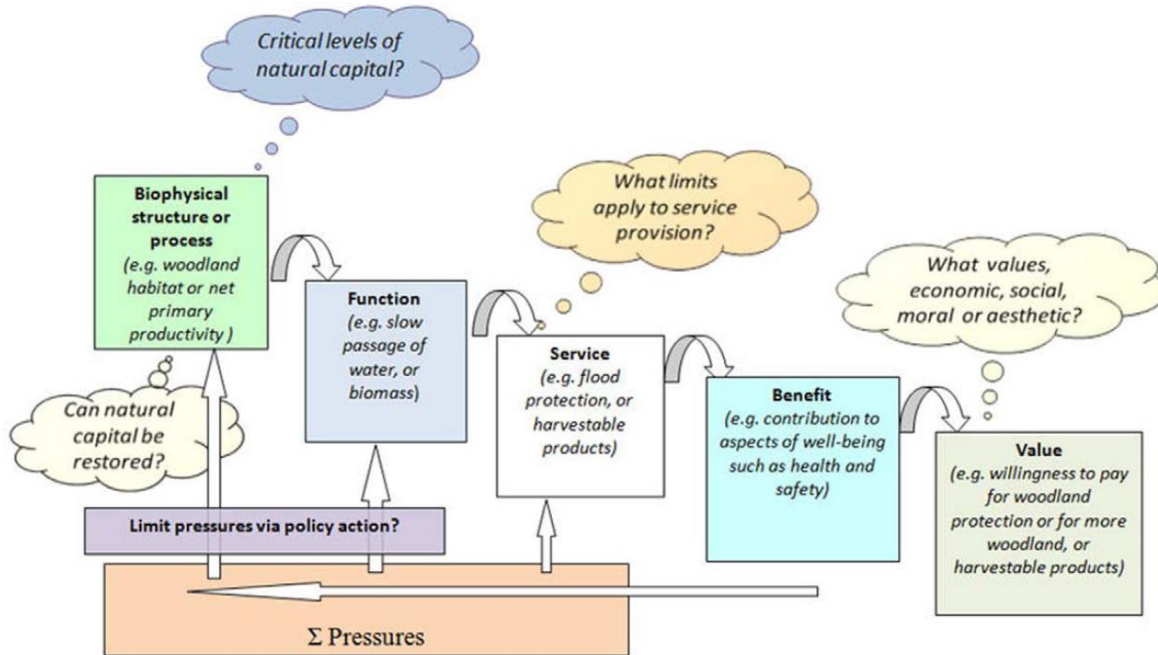 Critical levels of
natural capital?
Biophysical
structure or
process
(e.g. woodland
habitat or net
primary
productivity )
Can natural
capital be
restored?
Function
(e.g. slow
passage of
water, or
biomass)
What limits
apply to service
provision?
Service
(e.g. flood
protection, or
harvestable
products)
Benefit
(e.g. contribution to
aspects of well-being
such as health and
safety)
What values,
economic, social,
moral or aesthetic?
Value
(e.g. willingness to pay
for woodland
protection or for more
woodland, or
harvestable products)
Limit pressures via policy action?
Σ Pressures